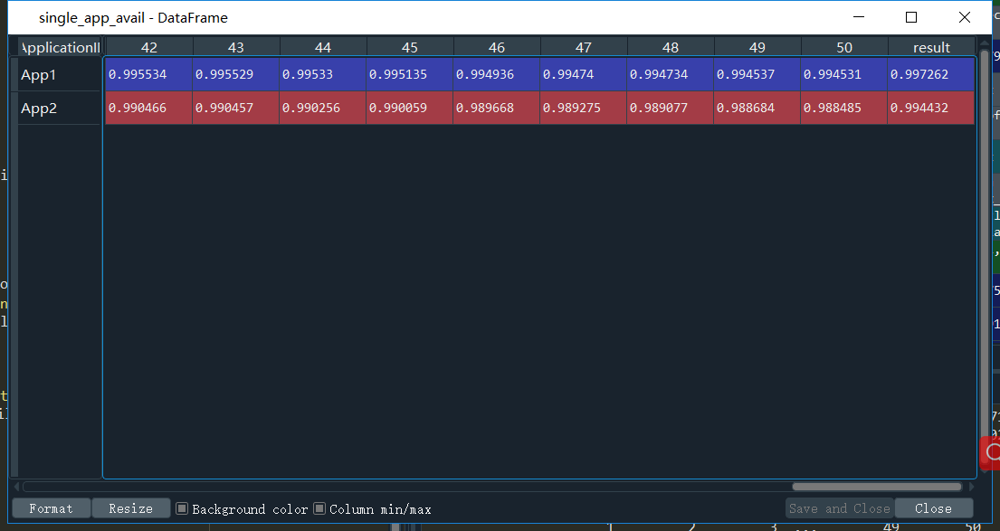 single_app_avail - DataFrame
42 43 44 45 46 47 48 49 50 result
App1 0.995534 0.995529 0.99533 0.995135 0.994936 0.99474 0.994734 0.994537 0.994531 0.997262
App2 0.990466 0.990457 0.990256 0.990059 0.989668 0.989275 0.989077 0.988684 0.988485 0.994432
Format Resize Background color Column min/max Save and Close Close